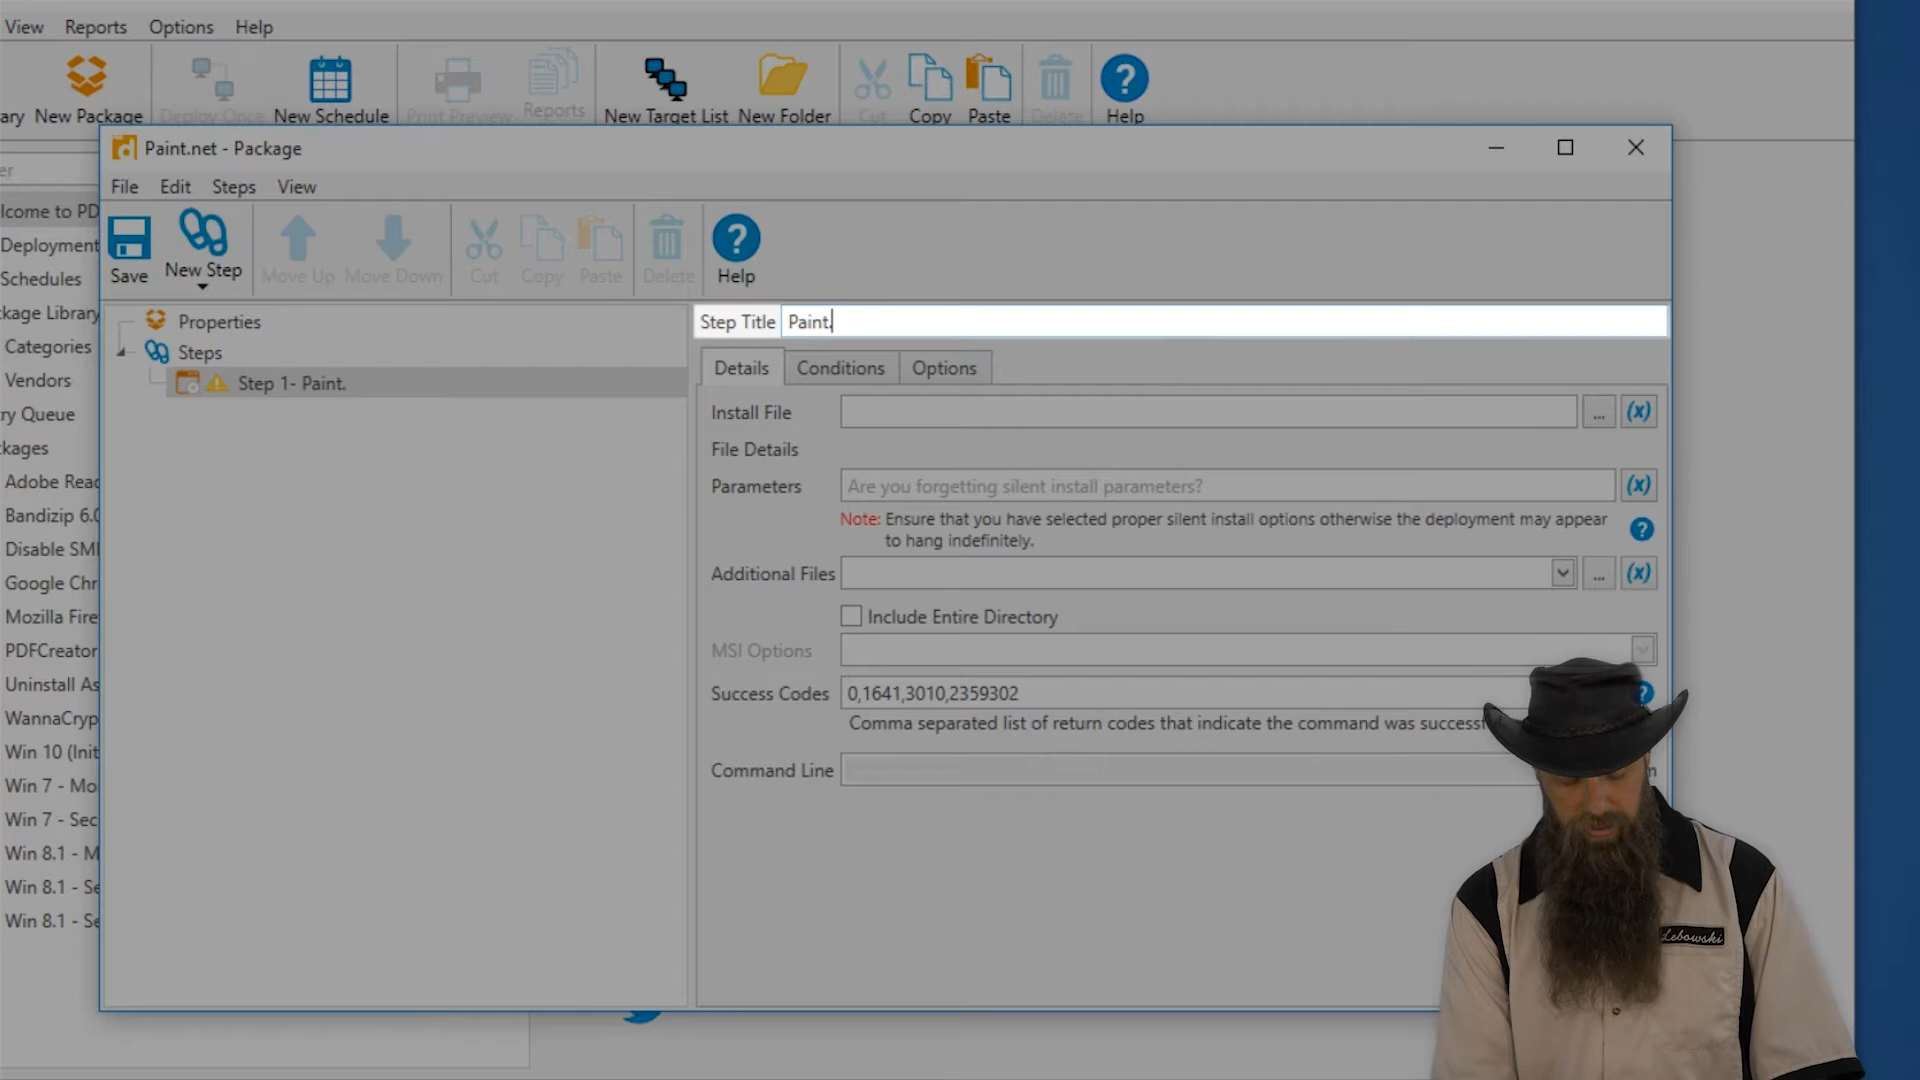 View Reports Options Help
ary New Package Deploy Once New Schedule Print Preview Reports New Target List New Folder Cut Copy Paste Delete Help
er
Paint.net - Package
File Edit Steps View
Save New Step Move Up Move Down Cut Copy Paste Delete Help
lcome to PD
Deployment
Schedules
kage Library
Categories
Vendors
ry Queue
kages
Adobe Read
Bandizip 6.0
Disable SMI
Google Chr
Mozilla Fire
PDFCreator
Uninstall As
WannaCryp
Win 10 (Init
Win 7 - Mo
Win 7 - Sec
Win 8.1 - M
Win 8.1 - Se
Win 8.1 - Se
Properties
Steps
Step 1- Paint.
Step Title Paint.
Details Conditions Options
Install File ... (x)
File Details
Parameters Are you forgetting silent install parameters? (x)
Note: Ensure that you have selected proper silent install options otherwise the deployment may appear
to hang indefinitely.
Additional Files ... (x)
Include Entire Directory
MSI Options
Success Codes 0,1641,3010,2359302
Comma separated list of return codes that indicate the command was success
Command Line
Lebowski